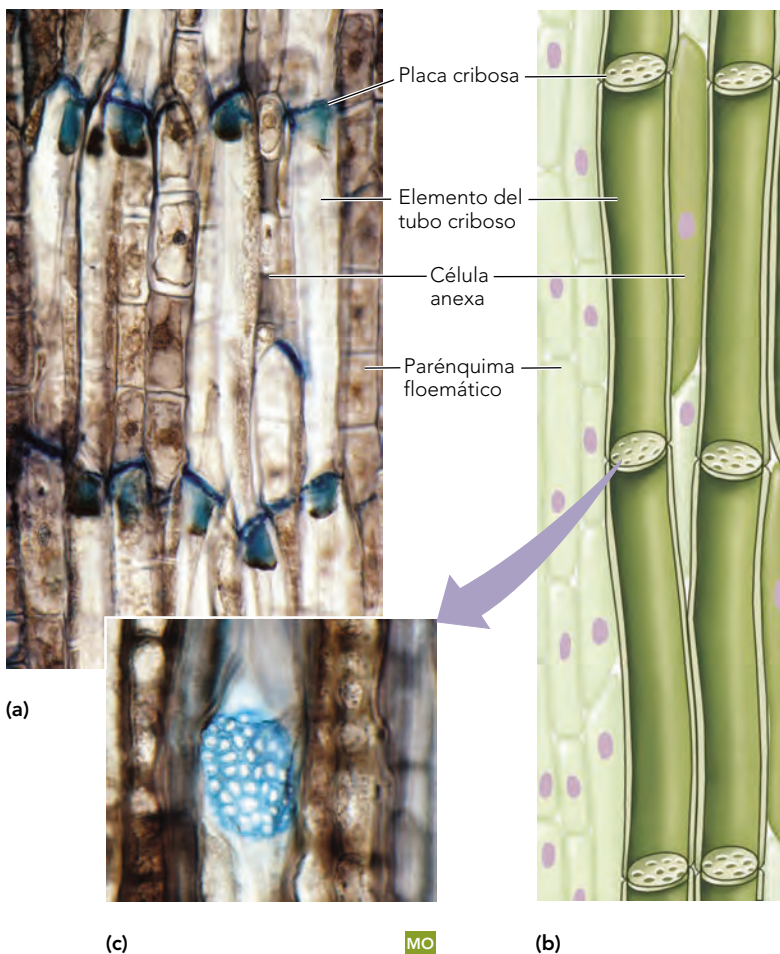 Placa cribosa
Elemento del
tubo criboso
Célula
anexa
Parénquima
floemático
(a)
(c)
MO
(b)